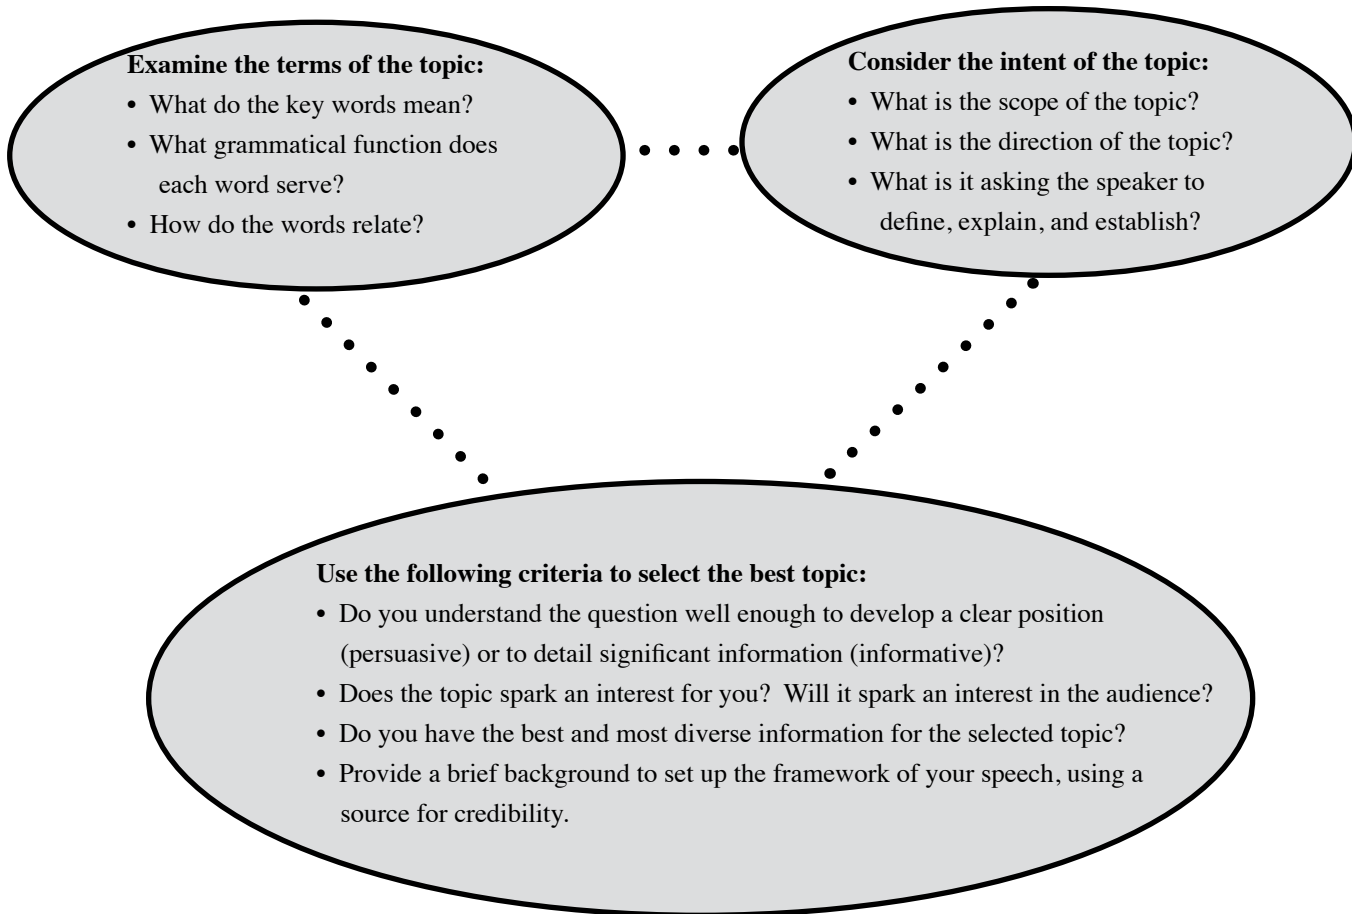 Examine the terms of the topic:
• What do the key words mean?
• What grammatical function does
each word serve?
• How do the words relate?
Consider the intent of the topic:
• What is the scope of the topic?
• What is the direction of the topic?
• What is it asking the speaker to
define, explain, and establish?
Use the following criteria to select the best topic:
• Do you understand the question well enough to develop a clear position
(persuasive) or to detail significant information (informative)?
• Does the topic spark an interest for you?  Will it spark an interest in the audience?
• Do you have the best and most diverse information for the selected topic?
• Provide a brief background to set up the framework of your speech, using a
source for credibility.